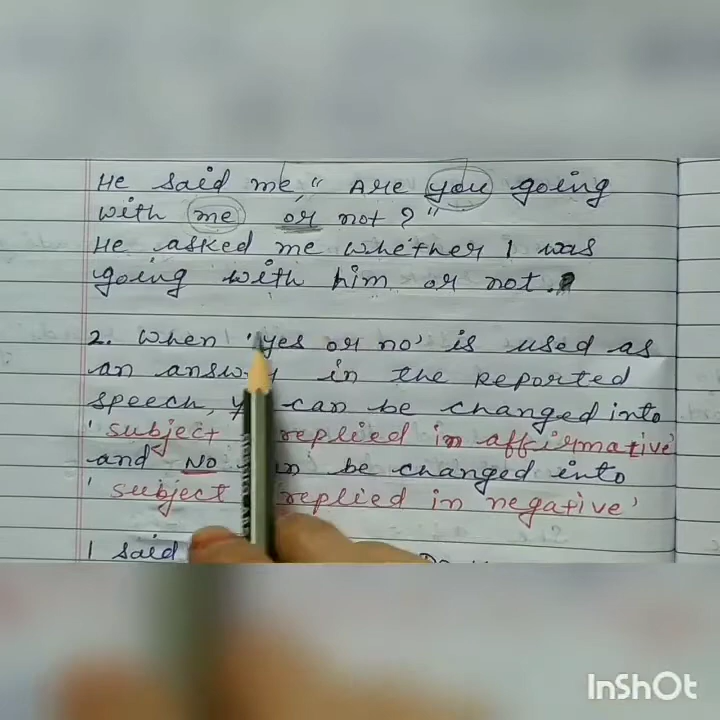 He said me, " Are you going
with me or not ? "
He asked me whether I was
going with him or not.
2. when 'yes or no' is used as
an in the Reported
speech, can be changed into
'subject replied in affirmative'
and No be changed into
'subject replied in negative'
I said
InShOt